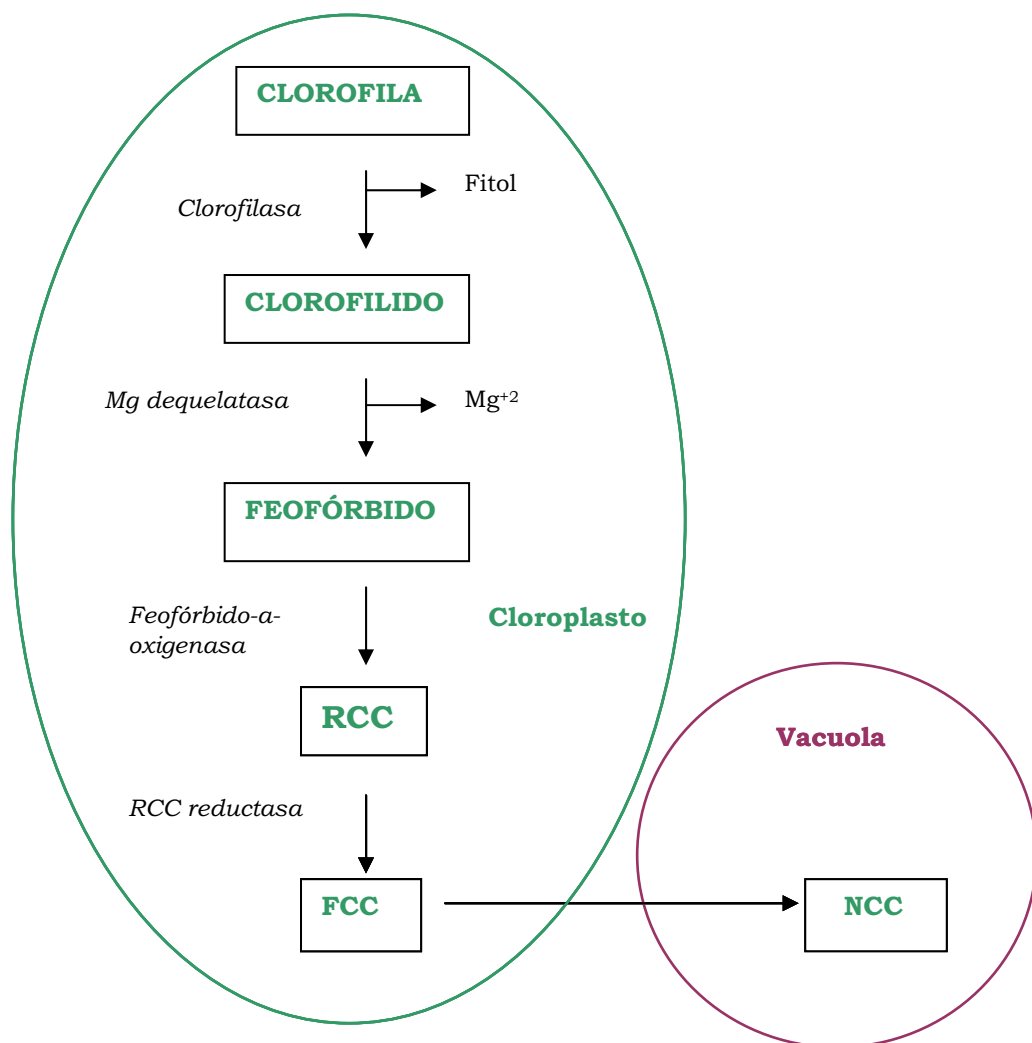 CLOROFILA
Fitol
Clorofilasa
CLOROFILIDO
Mg dequelatasa
Mg⁺²
FEOFÓRBIDO
Feofórbido-a-
oxigenasa
Cloroplasto
RCC
Vacuola
RCC reductasa
FCC
NCC